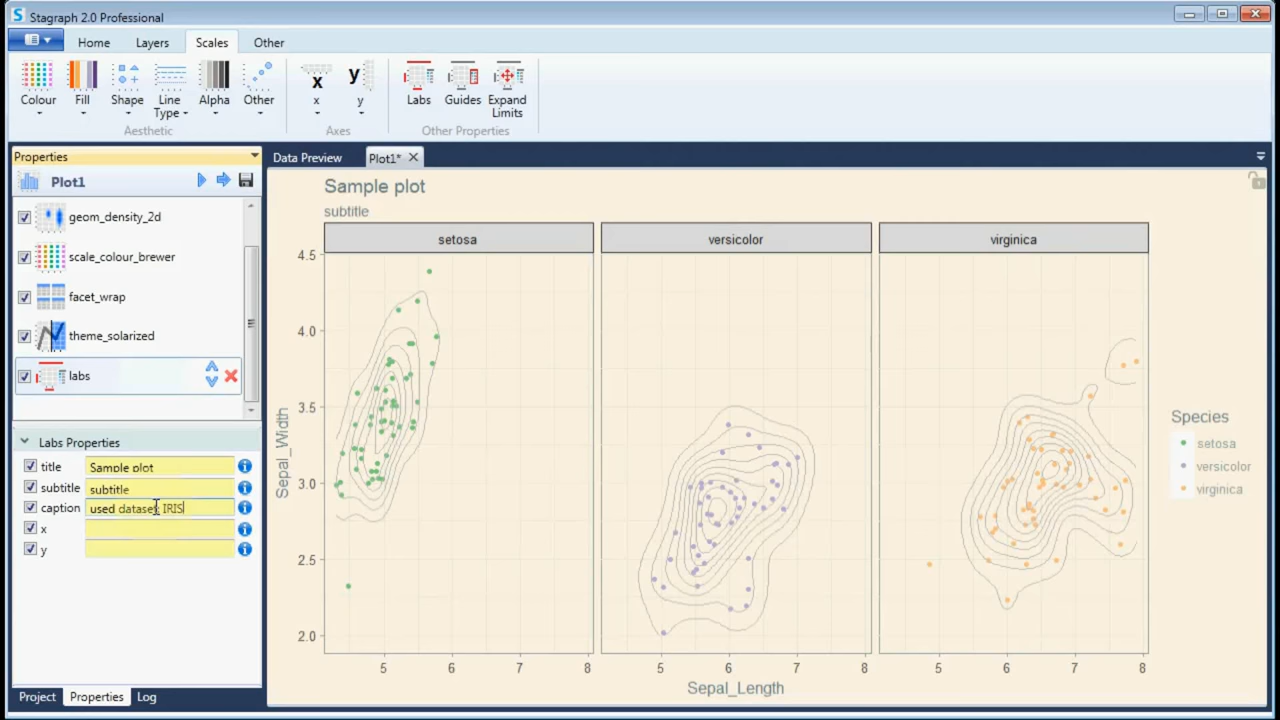 Stagraph 2.0 Professional
Home Layers Scales Other
Colour Fill Shape Line Type Alpha Other x y Labs Guides Expand Limits
Aesthetic Axes Other Properties
Properties
Data Preview Plot1*
Plot1
geom_density_2d
scale_colour_brewer
facet_wrap
theme_solarized
labs
Labs Properties
title Sample plot
subtitle subtitle
caption used dataset IRIS
x
y
Project Properties Log
Sample plot
subtitle
setosa versicolor virginica
4.5
4.0
3.5
3.0
2.5
2.0
Sepal_Width
5 6 7 8 5 6 7 8 5 6 7 8
Sepal_Length
Species
setosa
versicolor
virginica